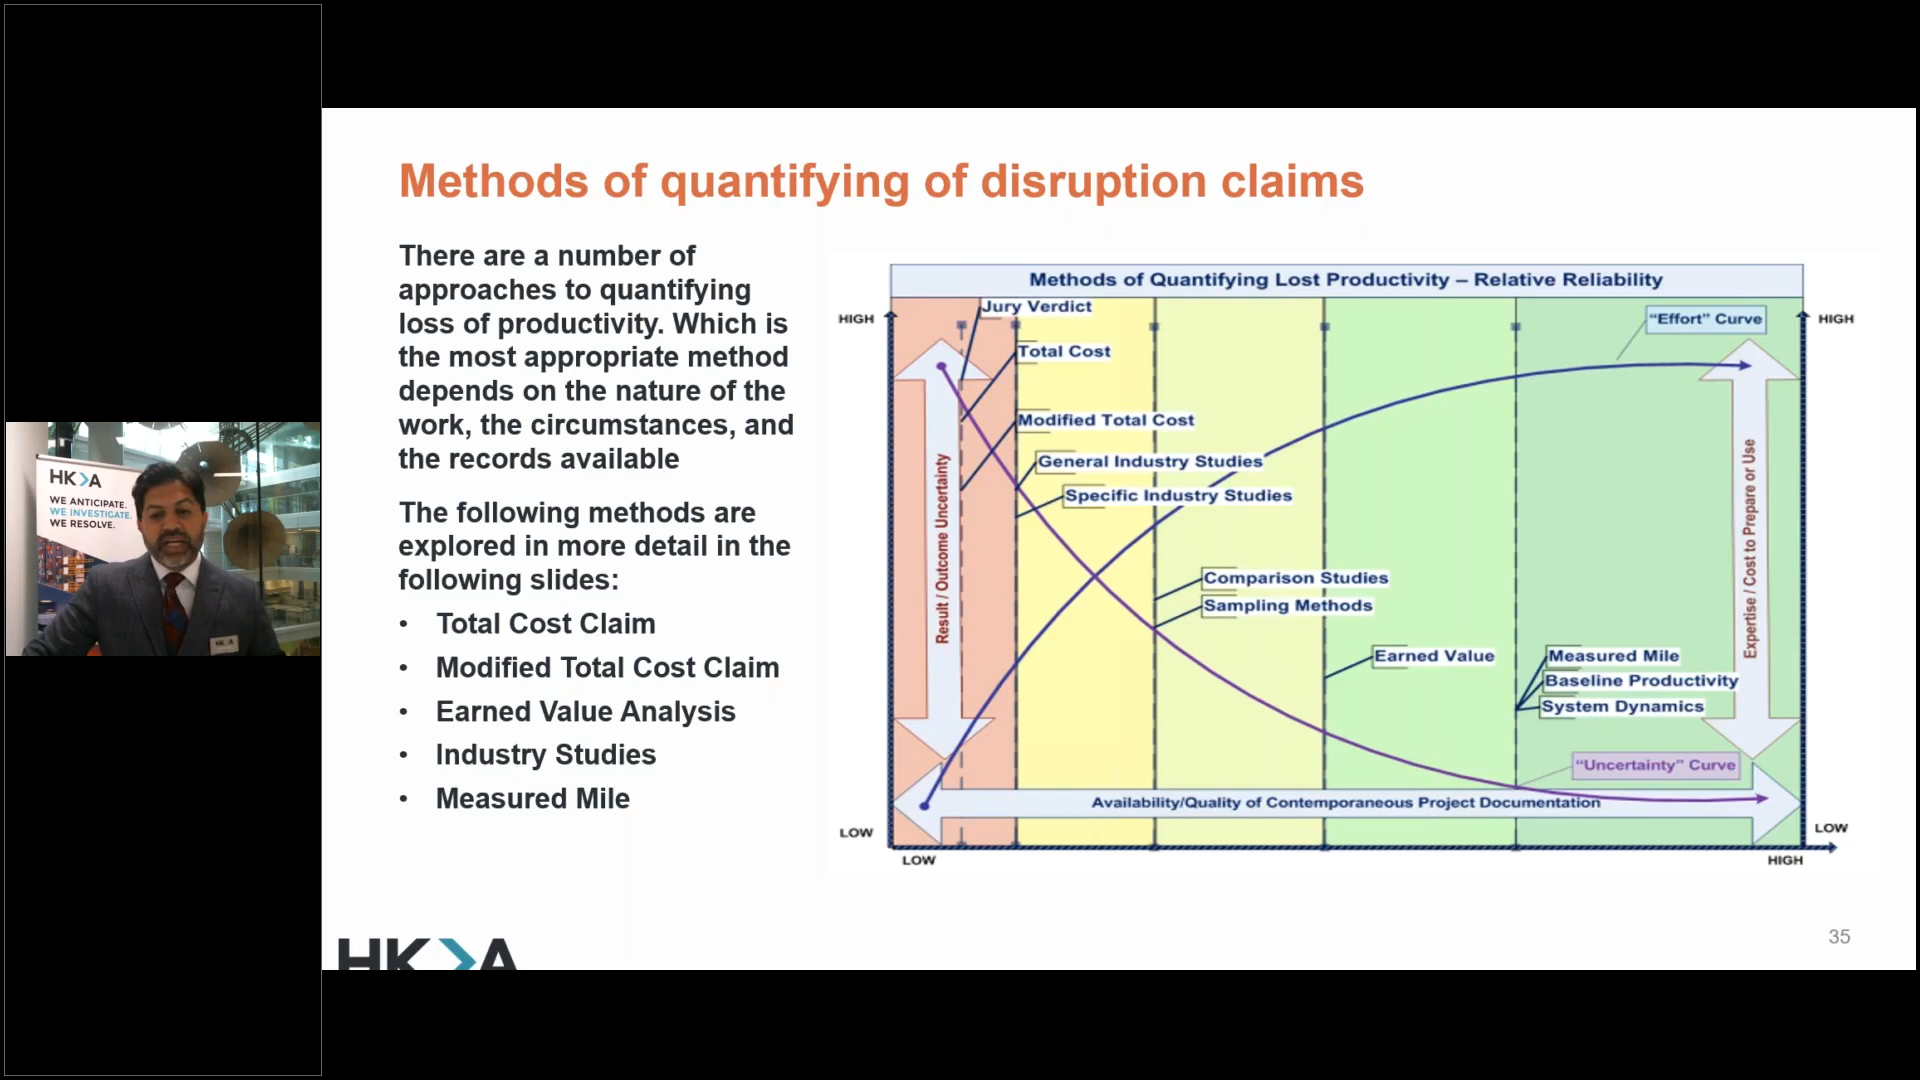 Methods of quantifying of disruption claims
There are a number of
approaches to quantifying
loss of productivity. Which is
the most appropriate method
depends on the nature of the
work, the circumstances, and
the records available
The following methods are
explored in more detail in the
following slides:
• Total Cost Claim
• Modified Total Cost Claim
• Earned Value Analysis
• Industry Studies
• Measured Mile
Methods of Quantifying Lost Productivity – Relative Reliability
HIGH
Jury Verdict
"Effort" Curve
HIGH
Total Cost
Modified Total Cost
General Industry Studies
Specific Industry Studies
Result / Outcome Uncertainty
Expertise / Cost to Prepare or Use
Comparison Studies
Sampling Methods
Earned Value
Measured Mile
Baseline Productivity
System Dynamics
"Uncertainty" Curve
Availability/Quality of Contemporaneous Project Documentation
LOW
LOW
LOW
HIGH
HKA
35
HKA
WE ANTICIPATE.
WE INVESTIGATE.
WE RESOLVE.
HKA